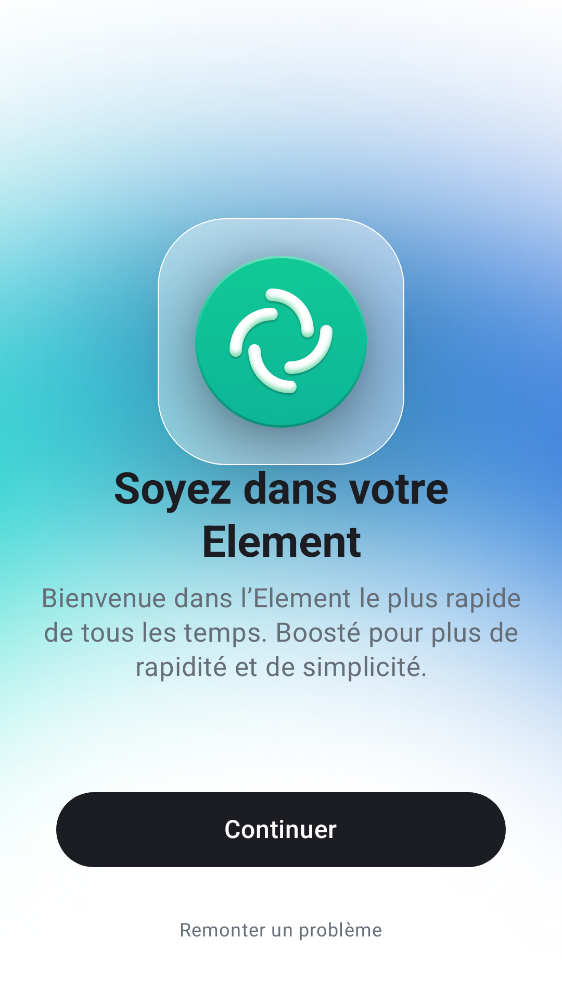 Soyez dans votre
Element
Bienvenue dans l’Element le plus rapide
de tous les temps. Boosté pour plus de
rapidité et de simplicité.
Continuer
Remonter un problème